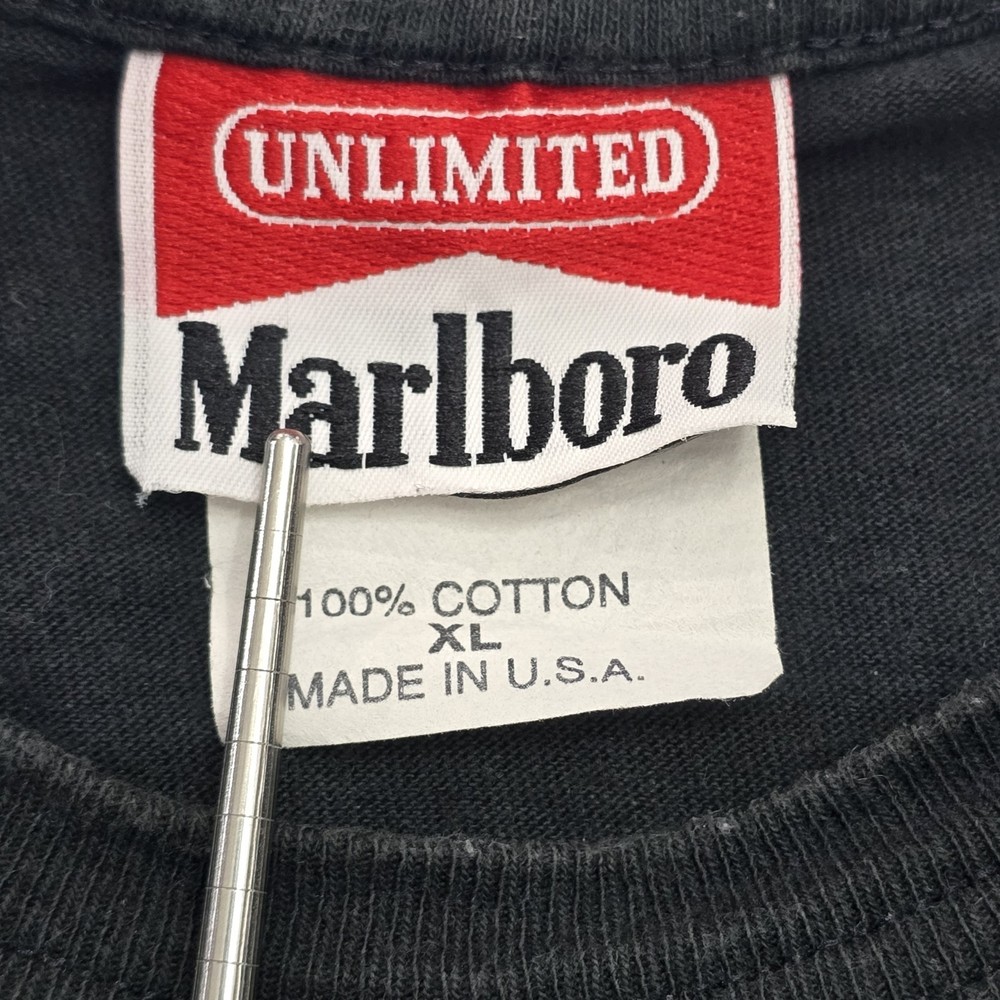 UNLIMITED
Marlboro
100% COTTON
XL
MADE IN U.S.A.